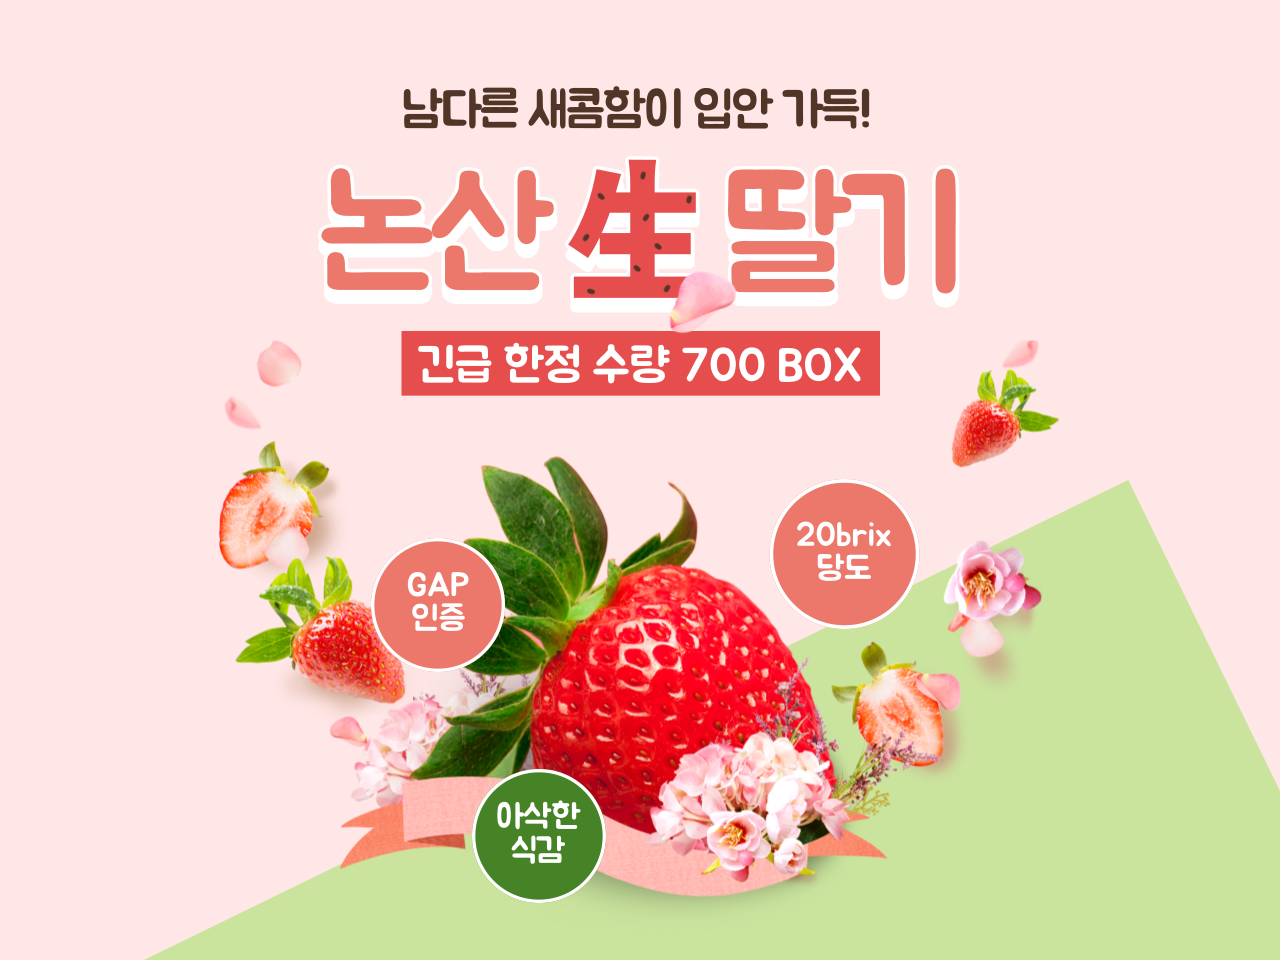 남다른 새콤함이 입안 가득!
논산 生 딸기
긴급 한정 수량 700 BOX
20brix
당도
GAP
인증
아삭한
식감